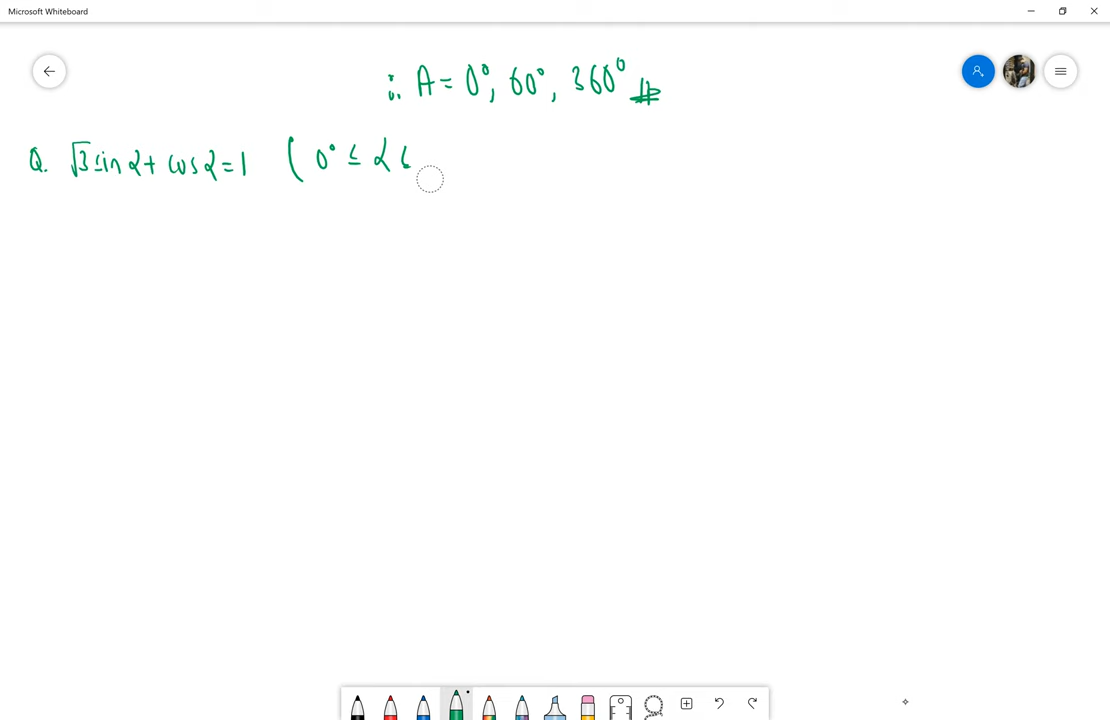 Microsoft Whiteboard
∴ A = 0°, 60°, 360°
Q. √3 sin α + cos α = 1 ( 0° ≤ α ≤